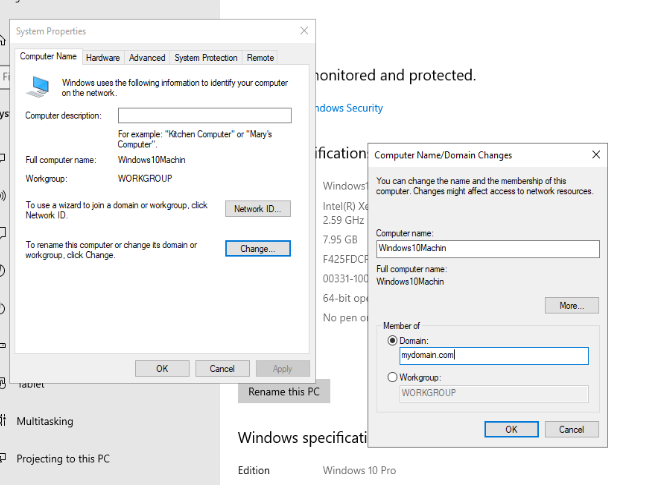 System Properties
Computer Name
Hardware
Advanced
System Protection
Remote
Windows uses the following information to identify your computer
on the network.
Computer description:
For example: "Kitchen Computer" or "Mary's
Computer".
Full computer name:
Windows10Machin
Workgroup:
WORKGROUP
To use a wizard to join a domain or workgroup, click
Network ID.
Network ID...
To rename this computer or change its domain or
workgroup, click Change.
Change...
OK
Cancel
Apply
Tablet
Multitasking
Projecting to this PC
onitored and protected.
ndows Security
ification
Windows1
Intel(R) Xe
2.59 GHz
7.95 GB
F425FDCF
00331-100
64-bit ope
No pen or
Rename this PC
Windows specificati
Edition
Windows 10 Pro
Computer Name/Domain Changes
You can change the name and the membership of this
computer. Changes might affect access to network resources.
Computer name:
Windows10Machin
Full computer name:
Windows10Machin
More...
Member of
Domain:
mydomain.com
Workgroup:
WORKGROUP
OK
Cancel